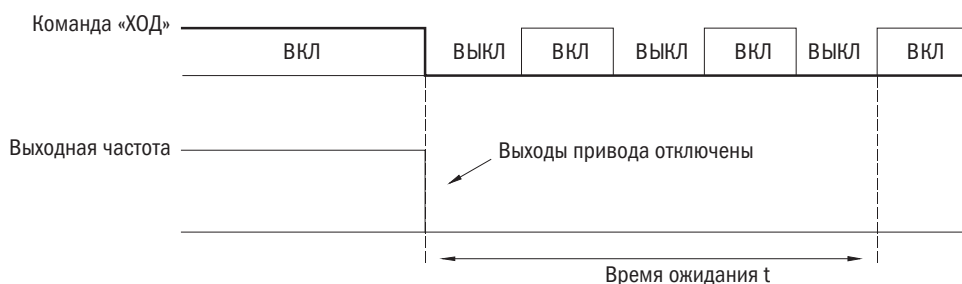 Команда «ХОД»
ВКЛ ВЫКЛ ВКЛ ВЫКЛ ВКЛ ВЫКЛ ВКЛ
Выходная частота
Выходы привода отключены
Время ожидания t